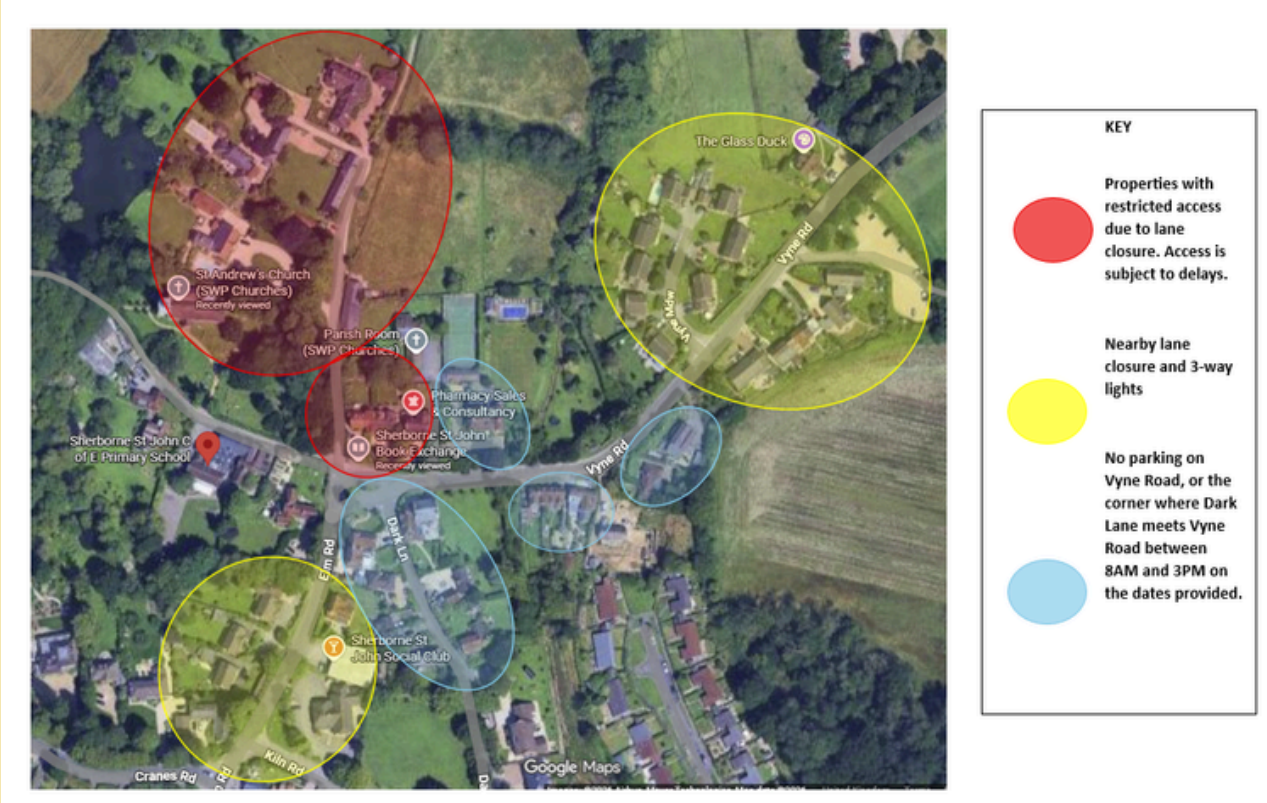 The Glass Duck
Vyne Rd
Vyne Mdw
St Andrew's Church
(SWP Churches)
Recently viewed
Parish Room
(SWP Churches)
Pharmacy Sales
& Consultancy
Sherborne St John
Book Exchange
Recently viewed
Sherborne St John C
of E Primary School
Vyne Rd
Dark Ln
Elm Rd
Sherborne St
John Social Club
Kiln Rd
Cranes Rd
Rd
Google Maps
KEY
Properties with
restricted access
due to lane
closure. Access is
subject to delays.
Nearby lane
closure and 3-way
lights
No parking on
Vyne Road, or the
corner where Dark
Lane meets Vyne
Road between
8AM and 3PM on
the dates provided.